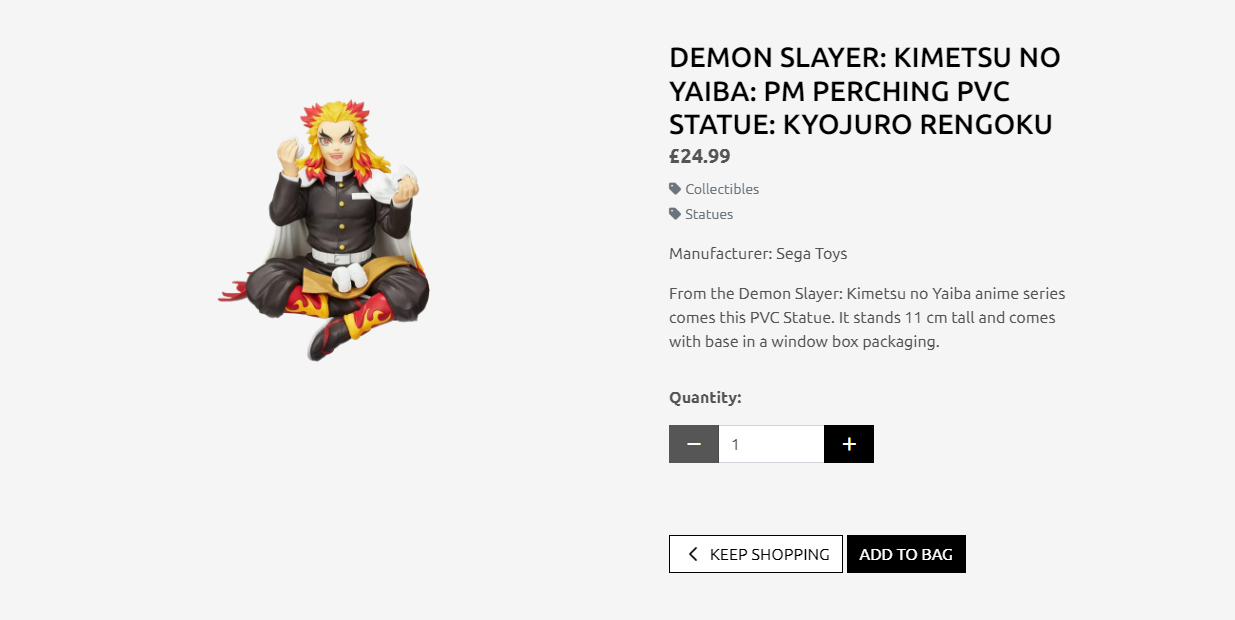 DEMON SLAYER: KIMETSU NO
YAIBA: PM PERCHING PVC
STATUE: KYOJURO RENGOKU
£24.99
Collectibles
Statues
Manufacturer: Sega Toys
From the Demon Slayer: Kimetsu no Yaiba anime series
comes this PVC Statue. It stands 11 cm tall and comes
with base in a window box packaging.
Quantity:
− 1 +
KEEP SHOPPING ADD TO BAG